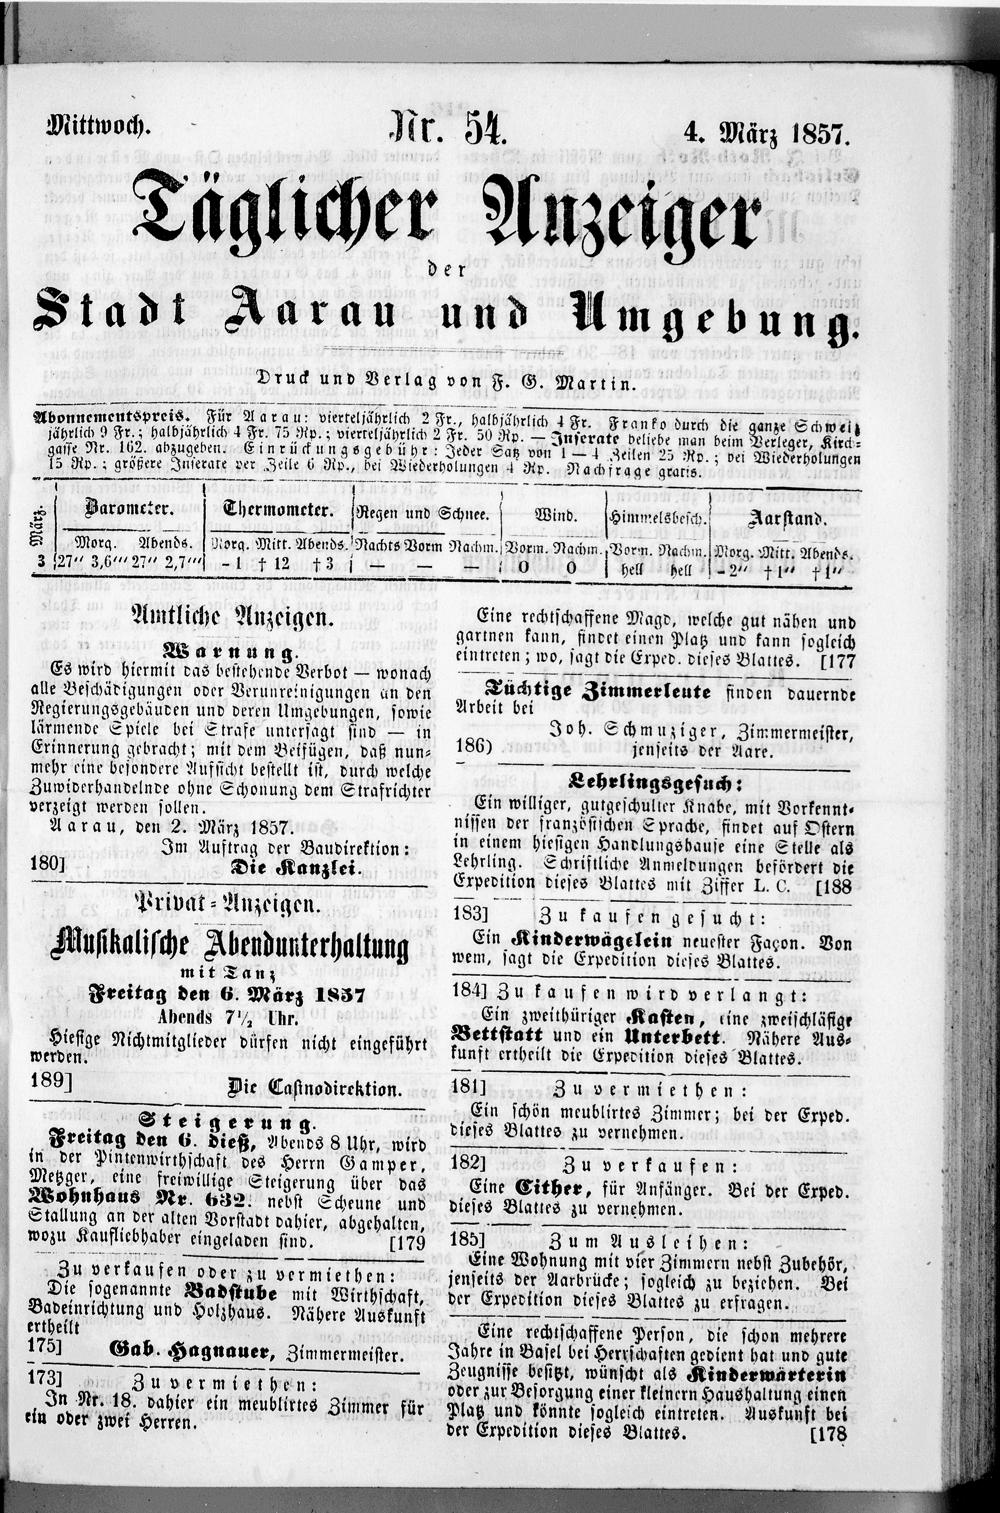 Mittwoch. Nr. 54. 4. März 1857.
Täglicher Anzeiger
der
Stadt Aarau und Umgebung.
Druck und Verlag von F. G. Martin.
Abonnementspreis. Für Aarau: vierteljährlich 2 Fr., halbjährlich 4 Fr. Franko durch die ganze Schweiz
jährlich 9 Fr.; halbjährlich 4 Fr. 75 Rp.; vierteljährlich 2 Fr. 50 Rp. — Inserate beliebe man beim Verleger, Kirch-
gasse Nr. 162. abzugeben. Einrückungsgebühr: Jeder Satz von 1—4 Zeilen 25 Rp.; bei Wiederholungen
15 Rp.; größere Inserate per Zeile 6 Rp., bei Wiederholungen 4 Rp. Nachfrage gratis.
März. Barometer. Thermometer. Regen und Schnee. Wind. Himmelsbesch. Aarstand.
Morg. Abends. Morg. Mitt. Abends. Nachts Vorm Nachm. Vorm. Nachm. Vorm. Nachm. Morg. Mitt. Abends.
3 27" 3,6''' 27" 2,7''' - 1 † 12 † 3 — — — O O hell hell - 2" † 1" † 1"
Amtliche Anzeigen.
Warnung.
Es wird hiermit das bestehende Verbot — wonach
alle Beschädigungen oder Verunreinigungen an den
Regierungsgebäuden und deren Umgebungen, sowie
lärmende Spiele bei Strafe untersagt sind — in
Erinnerung gebracht; mit dem Beifügen, daß nun-
mehr eine besondere Aufsicht bestellt ist, durch welche
Zuwiderhandelnde ohne Schonung dem Strafrichter
verzeigt werden sollen.
Aarau, den 2. März 1857.
Im Auftrag der Baudirektion:
180] Die Kanzlei.
Privat-Anzeigen.
Musikalische Abendunterhaltung
mit Tanz
Freitag den 6. März 1857
Abends 7½ Uhr.
Hiesige Nichtmitglieder dürfen nicht eingeführt
werden.
189] Die Casinodirektion.
Steigerung.
Freitag den 6. dieß, Abends 8 Uhr, wird
in der Pintenwirthschaft des Herrn Gamper,
Metzger, eine freiwillige Steigerung über das
Wohnhaus Nr. 632. nebst Scheune und
Stallung an der alten Vorstadt dahier, abgehalten,
wozu Kaufliebhaber eingeladen sind. [179
Zu verkaufen oder zu vermiethen:
Die sogenannte Badstube mit Wirthschaft,
Badeinrichtung und Holzhaus. Nähere Auskunft
ertheilt
175] Gab. Hagnauer, Zimmermeister.
173] Zu vermiethen:
In Nr. 18. dahier ein meublirtes Zimmer für
ein oder zwei Herren.
Eine rechtschaffene Magd, welche gut nähen und
gartnen kann, findet einen Platz und kann sogleich
eintreten; wo, sagt die Exped. dieses Blattes. [177
Tüchtige Zimmerleute finden dauernde
Arbeit bei
Joh. Schmuziger, Zimmermeister,
186) jenseits der Aare.
Lehrlingsgesuch:
Ein williger, gutgeschulter Knabe, mit Vorkennt-
nissen der französischen Sprache, findet auf Ostern
in einem hiesigen Handlungshause eine Stelle als
Lehrling. Schriftliche Anmeldungen befördert die
Expedition dieses Blattes mit Ziffer L. C. [188
183] Zu kaufen gesucht:
Ein Kinderwägelein neuester Façon. Von
wem, sagt die Expedition dieses Blattes.
184] Zu kaufen wird verlangt:
Ein zweithüriger Kasten, eine zweischläfige
Bettstatt und ein Unterbett. Nähere Aus-
kunft ertheilt die Expedition dieses Blattes.
181] Zu vermiethen:
Ein schön meublirtes Zimmer; bei der Exped.
dieses Blattes zu vernehmen.
182] Zu verkaufen:
Eine Cither, für Anfänger. Bei der Exped.
dieses Blattes zu vernehmen.
185] Zum Ausleihen:
Eine Wohnung mit vier Zimmern nebst Zubehör,
jenseits der Aarbrücke; sogleich zu beziehen. Bei
der Expedition dieses Blattes zu erfragen.
Eine rechtschaffene Person, die schon mehrere
Jahre in Basel bei Herrschaften gedient hat und gute
Zeugnisse besitzt, wünscht als Kinderwärterin
oder zur Besorgung einer kleinern Haushaltung einen
Platz und könnte sogleich eintreten. Auskunft bei
der Expedition dieses Blattes. [178